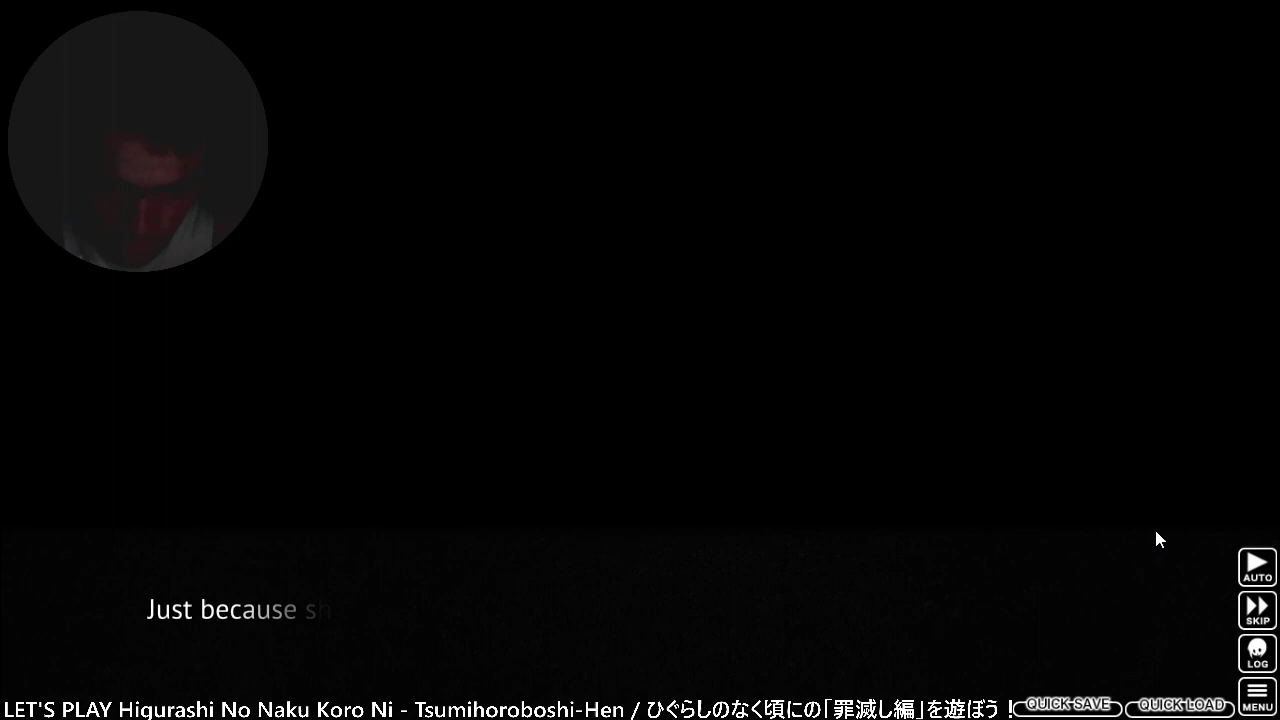 Just because sh
AUTO
SKIP
LOG
MENU
LET'S PLAY Higurashi No Naku Koro Ni - Tsumihoroboshi-Hen / ひぐらしのなく頃にの「罪滅し編」を遊ぼう！
QUICK SAVE
QUICK LOAD